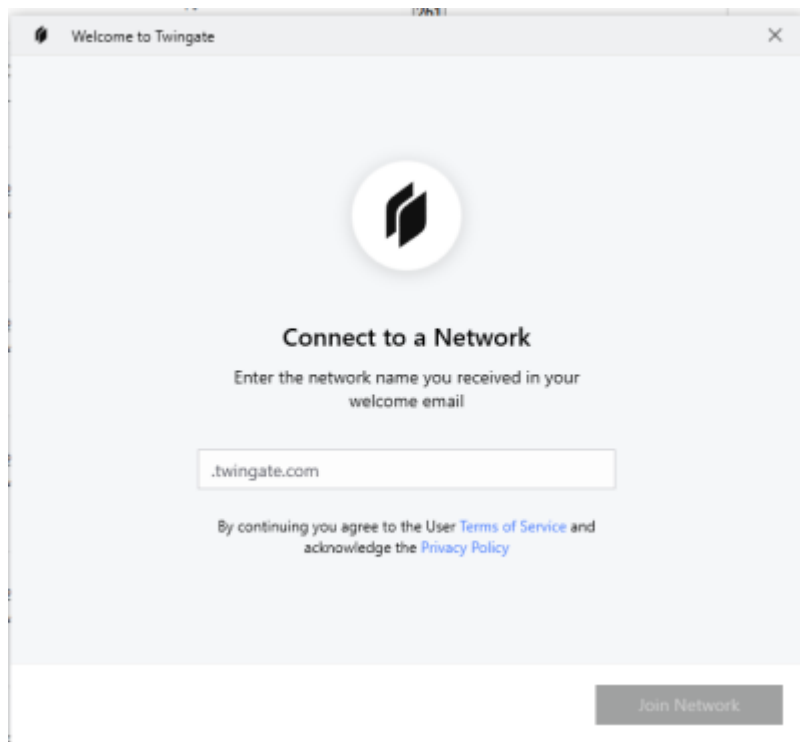 Welcome to Twingate
Connect to a Network
Enter the network name you received in your
welcome email
.twingate.com
By continuing you agree to the User Terms of Service and
acknowledge the Privacy Policy
Join Network